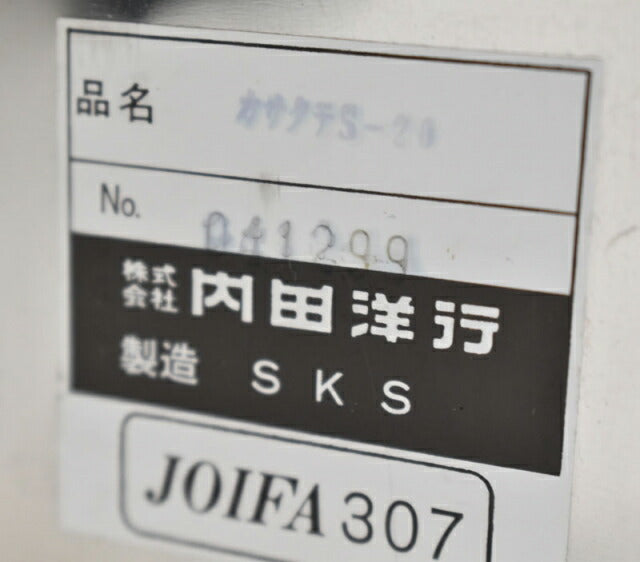 品名 カサタテS-20
No. 041299
株式会社 内田洋行
製造 SKS
JOIFA 307